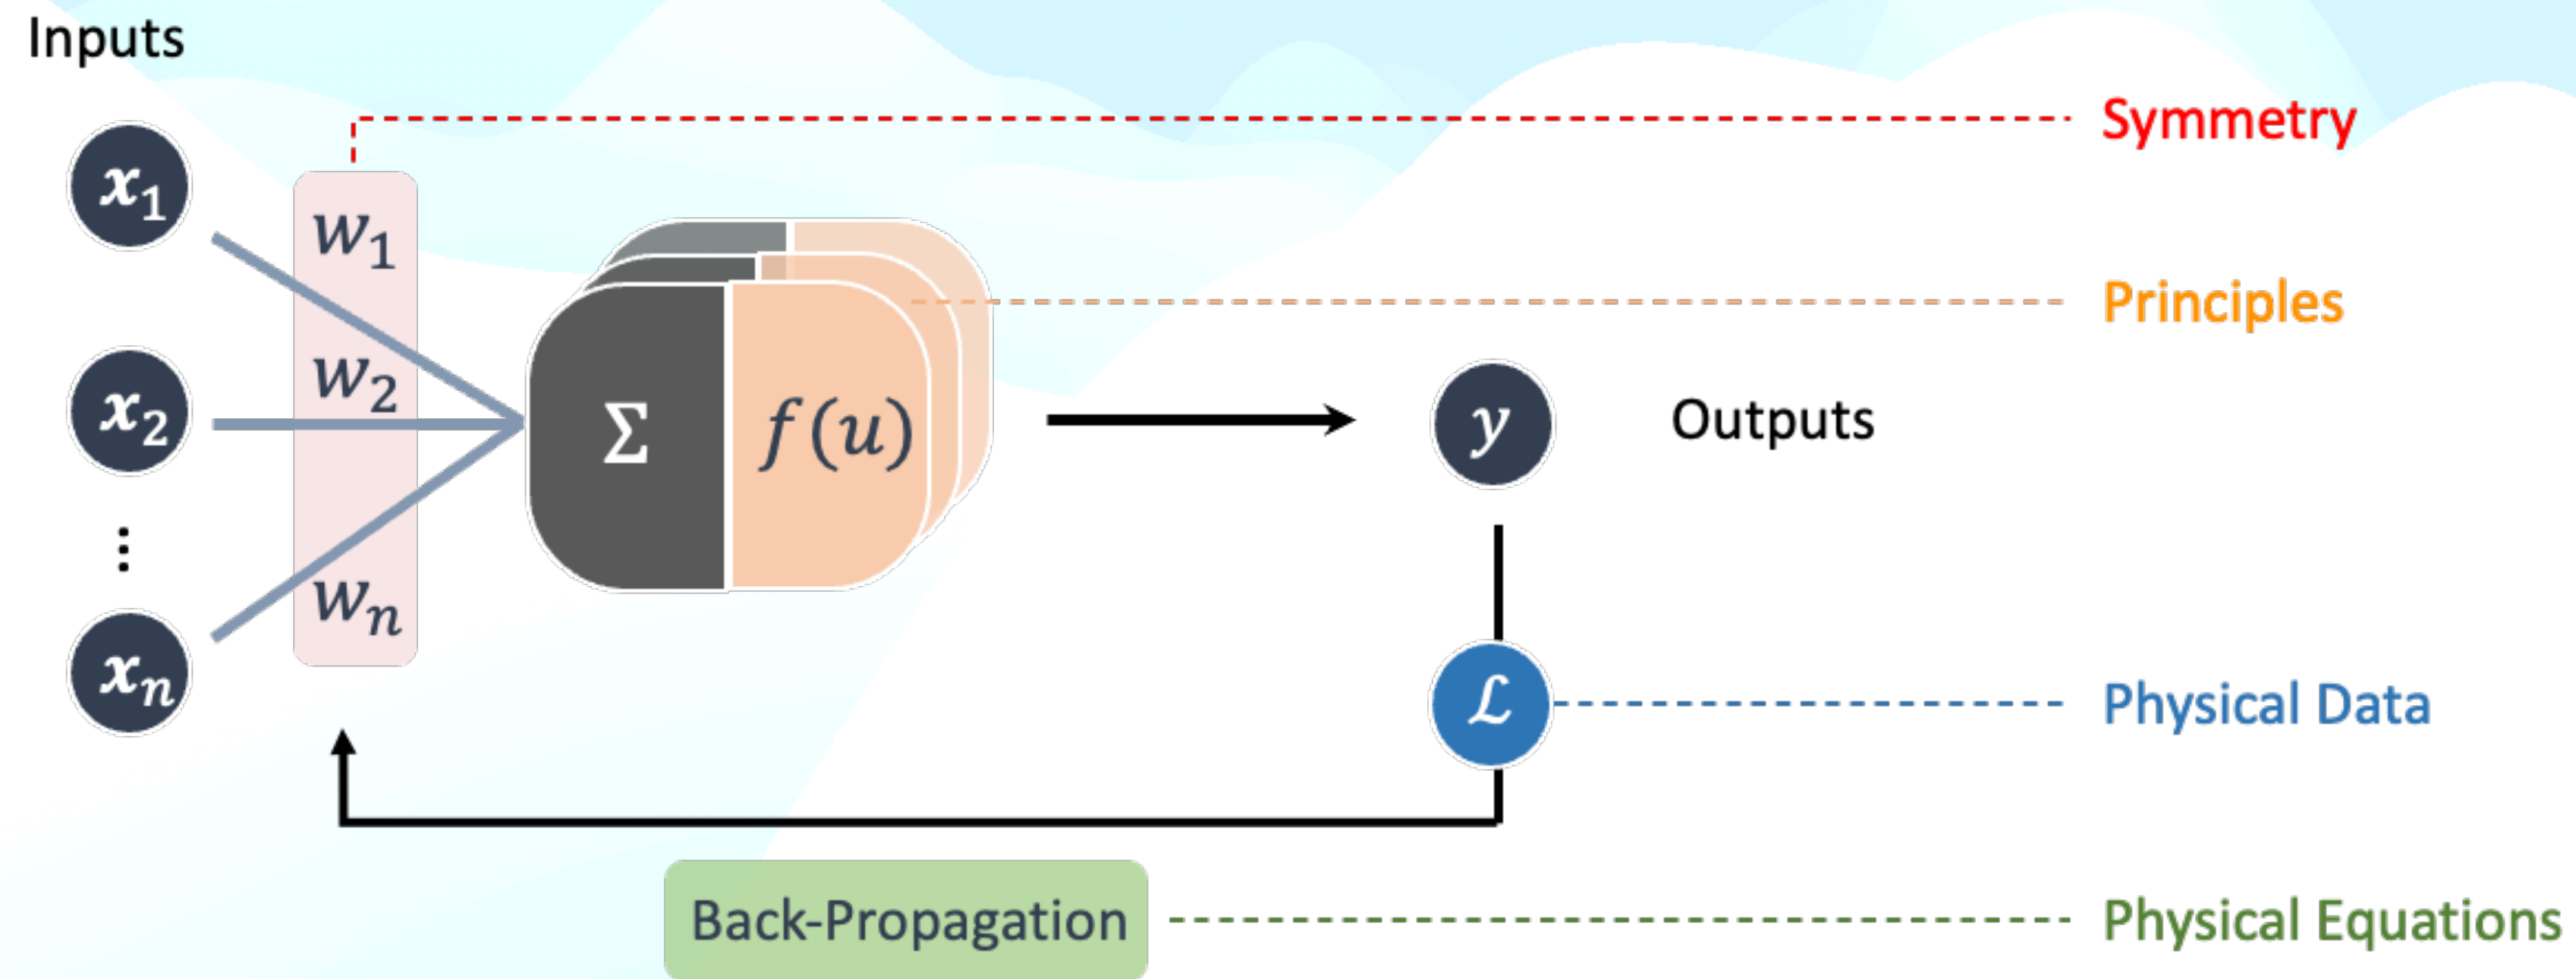 Inputs
Symmetry
x₁
w₁
Principles
w₂
x₂
Σ
f(u)
y
Outputs
⋮
wₙ
xₙ
ℒ
Physical Data
Back-Propagation
Physical Equations